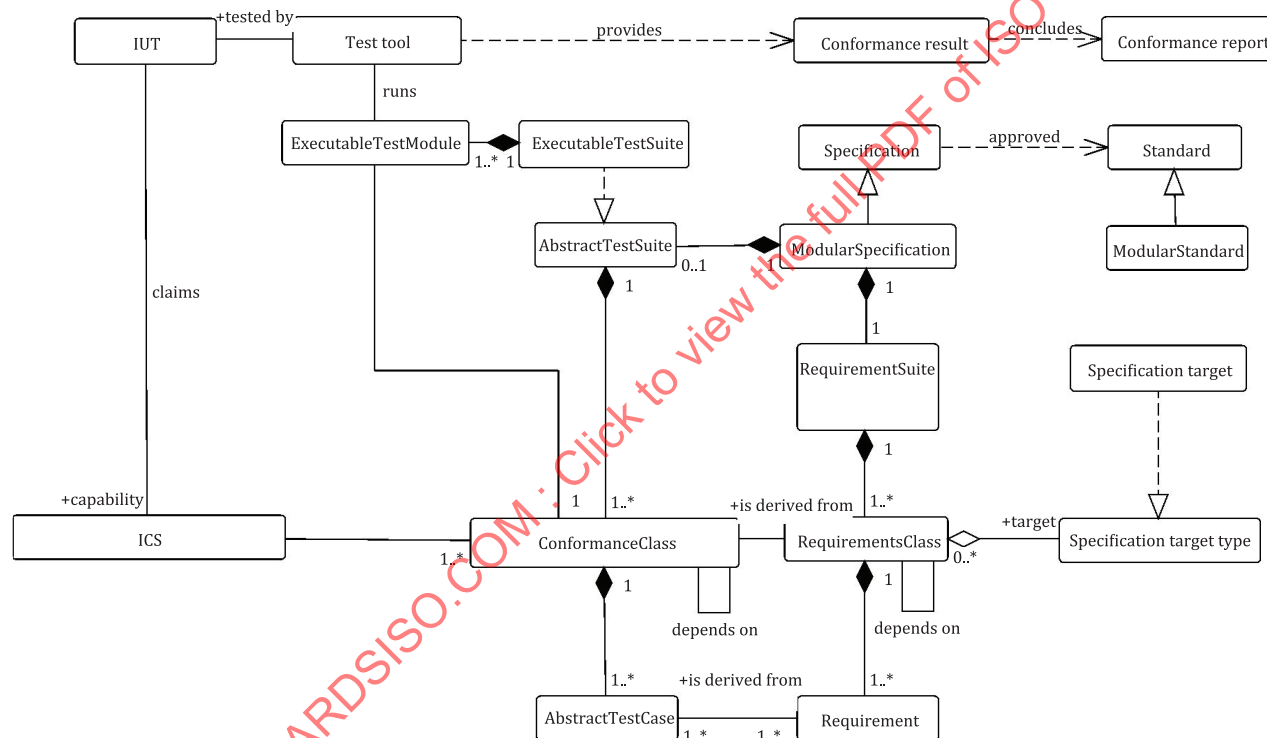 +tested by
IUT
Test tool
provides
Conformance result
concludes
Conformance report
runs
ExecutableTestModule
1..*
1
ExecutableTestSuite
Specification
approved
Standard
AbstractTestSuite
0..1
1
ModularSpecification
ModularStandard
1
1
claims
1
RequirementSuite
Specification target
1
+capability
1
1..*
+is derived from
1..*
+target
ICS
1..*
ConformanceClass
RequirementsClass
0..*
Specification target type
1
1
depends on
depends on
1..*
+is derived from
1..*
AbstractTestCase
1..*
1..*
Requirement
ARDSISO.COM : Click to view the full PDF of ISO